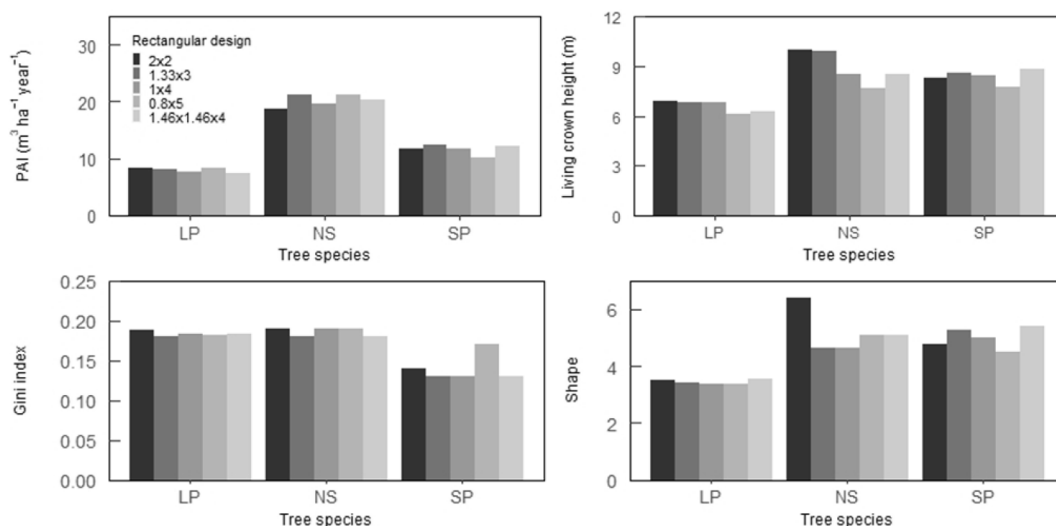 PAI (m³ ha⁻¹ year⁻¹)
30
20
10
0
Rectangular design
2x2
1.33x3
1x4
0.8x5
1.46x1.46x4
LP NS SP
Tree species
Living crown height (m)
12
9
6
3
0
LP NS SP
Tree species
Gini index
0.25
0.20
0.15
0.10
0.05
0.00
LP NS SP
Tree species
Shape
6
4
2
0
LP NS SP
Tree species